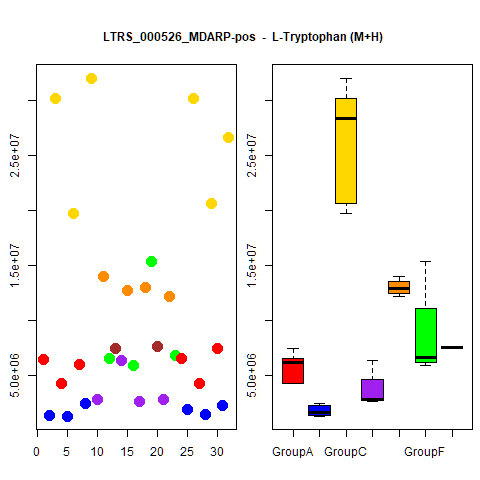 LTRS_000526_MDARP-pos - L-Tryptophan (M+H)
2.5e+07
1.5e+07
5.0e+06
0 5 10 15 20 25 30
2.5e+07
1.5e+07
5.0e+06
GroupA GroupC GroupF